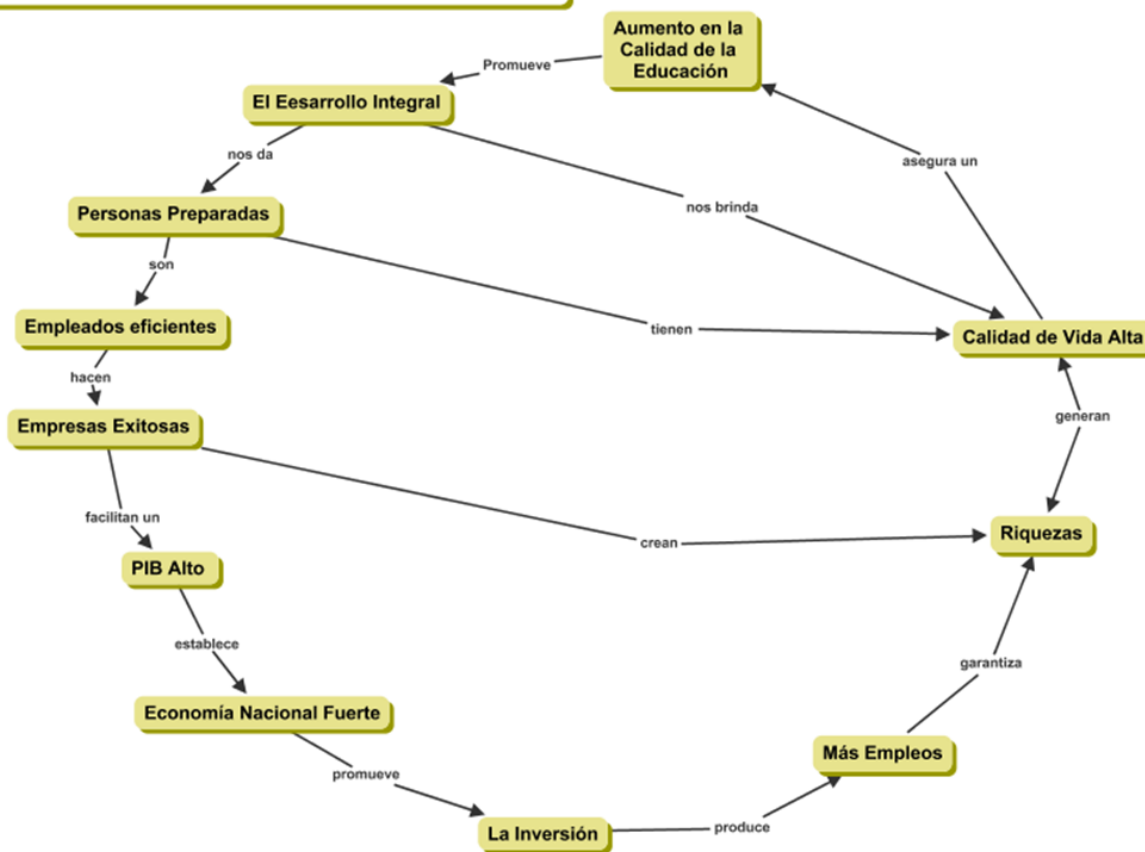 Aumento en la
Calidad de la
Educación
Promueve
El Eesarrollo Integral
nos da
asegura un
Personas Preparadas
nos brinda
son
Empleados eficientes
tienen
Calidad de Vida Alta
hacen
Empresas Exitosas
generan
facilitan un
crean
Riquezas
PIB Alto
establece
garantiza
Economía Nacional Fuerte
Más Empleos
promueve
La Inversión
produce